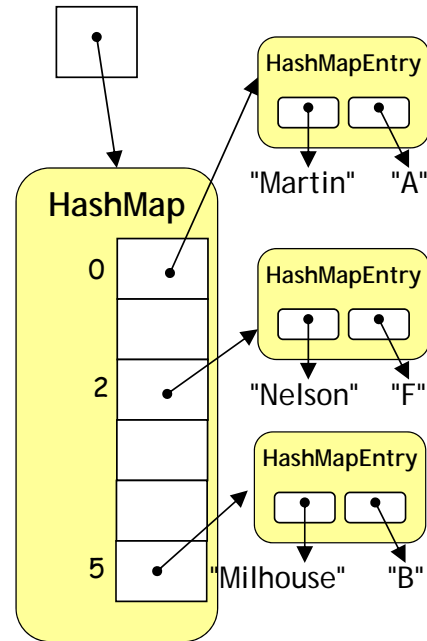 HashMapEntry
"Martin" "A"
HashMap
0
HashMapEntry
2
"Nelson" "F"
HashMapEntry
5
"Milhouse" "B"